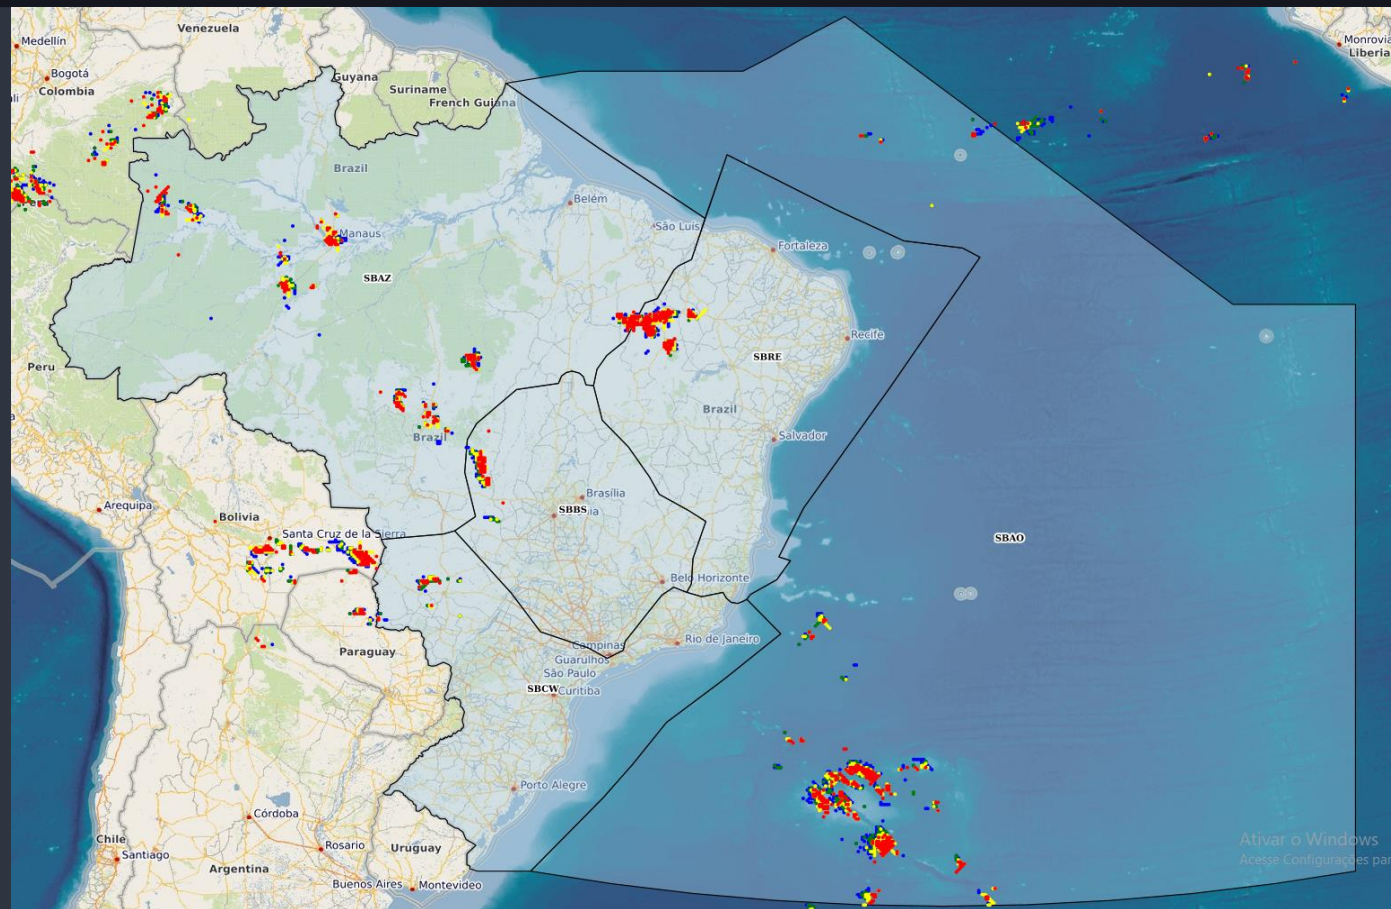 Venezuela
Medellín
Monrovia
Liberia
Bogotá
Colombia
Guyana
Suriname
French Guiana
Brazil
Belém
São Luís
Manaus
Fortaleza
SBAZ
Recife
SBRE
Peru
Brazil
Brazil
Salvador
Brasília
Arequipa
SBBS
Bolivia
Santa Cruz de la Sierra
SBAO
Belo Horizonte
Rio de Janeiro
Campinas
Paraguay
Guarulhos
São Paulo
SBCW
Curitiba
Porto Alegre
Córdoba
Chile
Rosario
Uruguay
Santiago
Argentina
Buenos Aires
Montevideo
Ativar o Windows
Acesse Configurações par